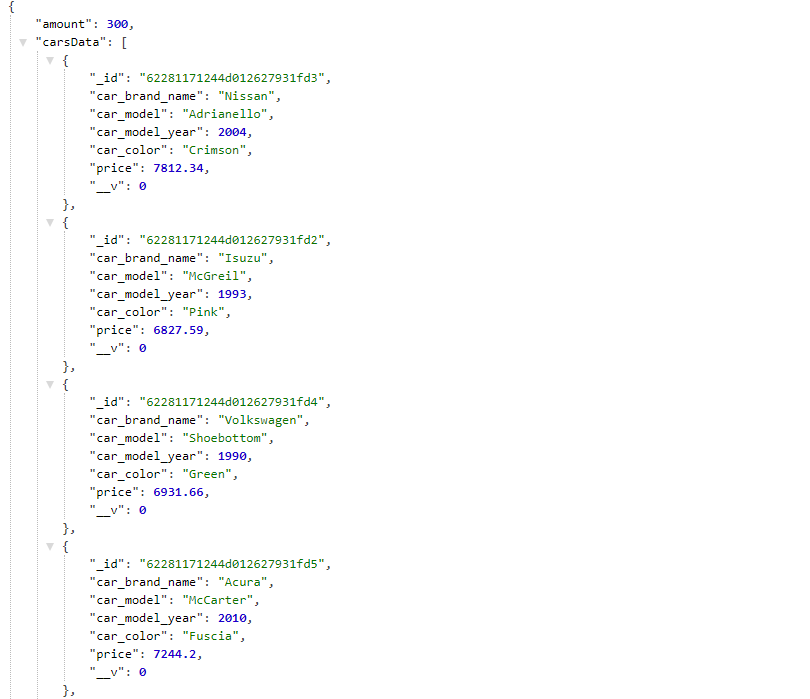 {
"amount": 300,
"carsData": [
{
"_id": "62281171244d012627931fd3",
"car_brand_name": "Nissan",
"car_model": "Adrianello",
"car_model_year": 2004,
"car_color": "Crimson",
"price": 7812.34,
"__v": 0
},
{
"_id": "62281171244d012627931fd2",
"car_brand_name": "Isuzu",
"car_model": "McGreil",
"car_model_year": 1993,
"car_color": "Pink",
"price": 6827.59,
"__v": 0
},
{
"_id": "62281171244d012627931fd4",
"car_brand_name": "Volkswagen",
"car_model": "Shoebottom",
"car_model_year": 1990,
"car_color": "Green",
"price": 6931.66,
"__v": 0
},
{
"_id": "62281171244d012627931fd5",
"car_brand_name": "Acura",
"car_model": "McCarter",
"car_model_year": 2010,
"car_color": "Fuscia",
"price": 7244.2,
"__v": 0
},